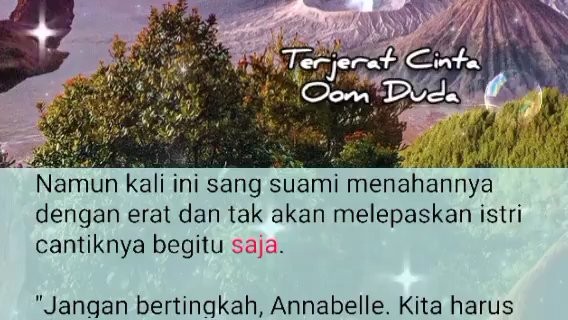 Terjerat Cinta
Oom Duda
Namun kali ini sang suami menahannya
dengan erat dan tak akan melepaskan istri
cantiknya begitu saja.
"Jangan bertingkah, Annabelle. Kita harus